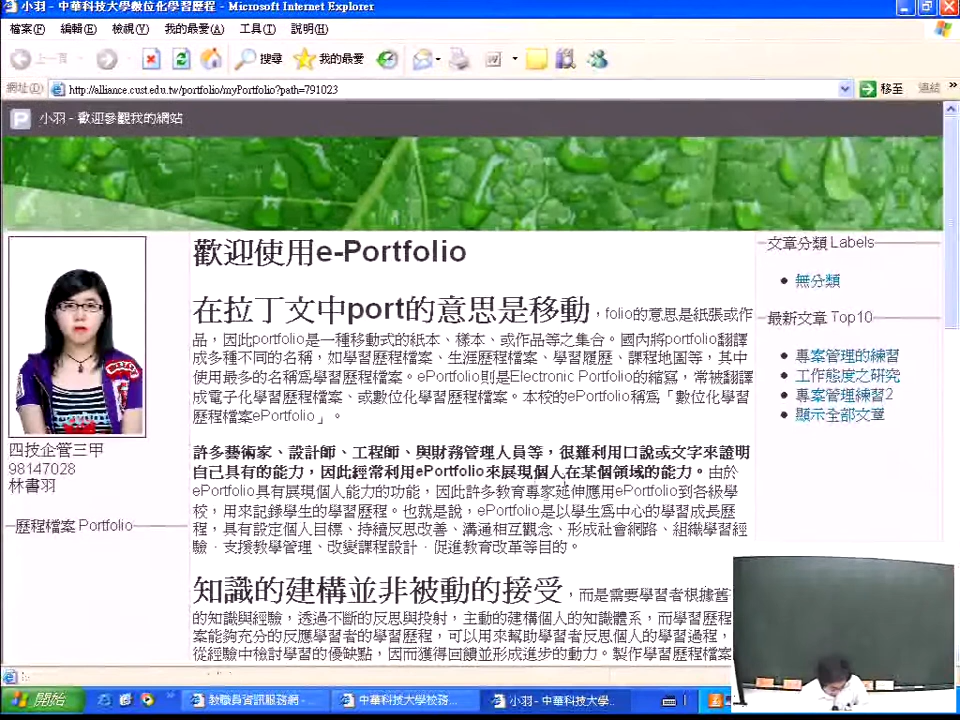 小羽 - 中華科技大學數位化學習歷程 - Microsoft Internet Explorer
檔案(F) 編輯(E) 檢視(V) 我的最愛(A) 工具(T) 說明(H)
上一頁 搜尋 我的最愛
網址(D) http://alliance.cust.edu.tw/portfolio/myPortfolio?path=791023 移至 連結 »
小羽 - 歡迎參觀我的網站
四技企管三甲
98147028
林書羽
歷程檔案 Portfolio
歡迎使用e-Portfolio
在拉丁文中port的意思是移動，folio的意思是紙張或作
品，因此portfolio是一種移動式的紙本、樣本、或作品等之集合。國內將portfolio翻譯
成多種不同的名稱，如學習歷程檔案、生涯歷程檔案、學習履歷、課程地圖等，其中
使用最多的名稱為學習歷程檔案。ePortfolio則是Electronic Portfolio的縮寫，常被翻譯
成電子化學習歷程檔案、或數位化學習歷程檔案。本校的ePortfolio稱為「數位化學習
歷程檔案ePortfolio」。
許多藝術家、設計師、工程師、與財務管理人員等，很難利用口說或文字來證明
自己具有的能力，因此經常利用ePortfolio來展現個人在某個領域的能力。由於
ePortfolio具有展現個人能力的功能，因此許多教育專家延伸應用ePortfolio到各級學
校，用來記錄學生的學習歷程。也就是說，ePortfolio是以學生為中心的學習成長歷
程，具有設定個人目標、持續反思改善、溝通相互觀念、形成社會網路、組織學習經
驗、支援教學管理、改變課程設計、促進教育改革等目的。
知識的建構並非被動的接受，而是需要學習者根據舊
的知識與經驗，透過不斷的反思與投射，主動的建構個人的知識體系，而學習歷程
案能夠充分的反應學習者的學習歷程，可以用來幫助學習者反思個人的學習過程，
從經驗中檢討學習的優缺點，因而獲得回饋並形成進步的動力。製作學習歷程檔案
文章分類 Labels
無分類
最新文章 Top10
專案管理的練習
工作態度之研究
專案管理練習2
顯示全部文章
開始 教職員資訊服務網 - ... 中華科技大學校務... 小羽 - 中華科技大學...